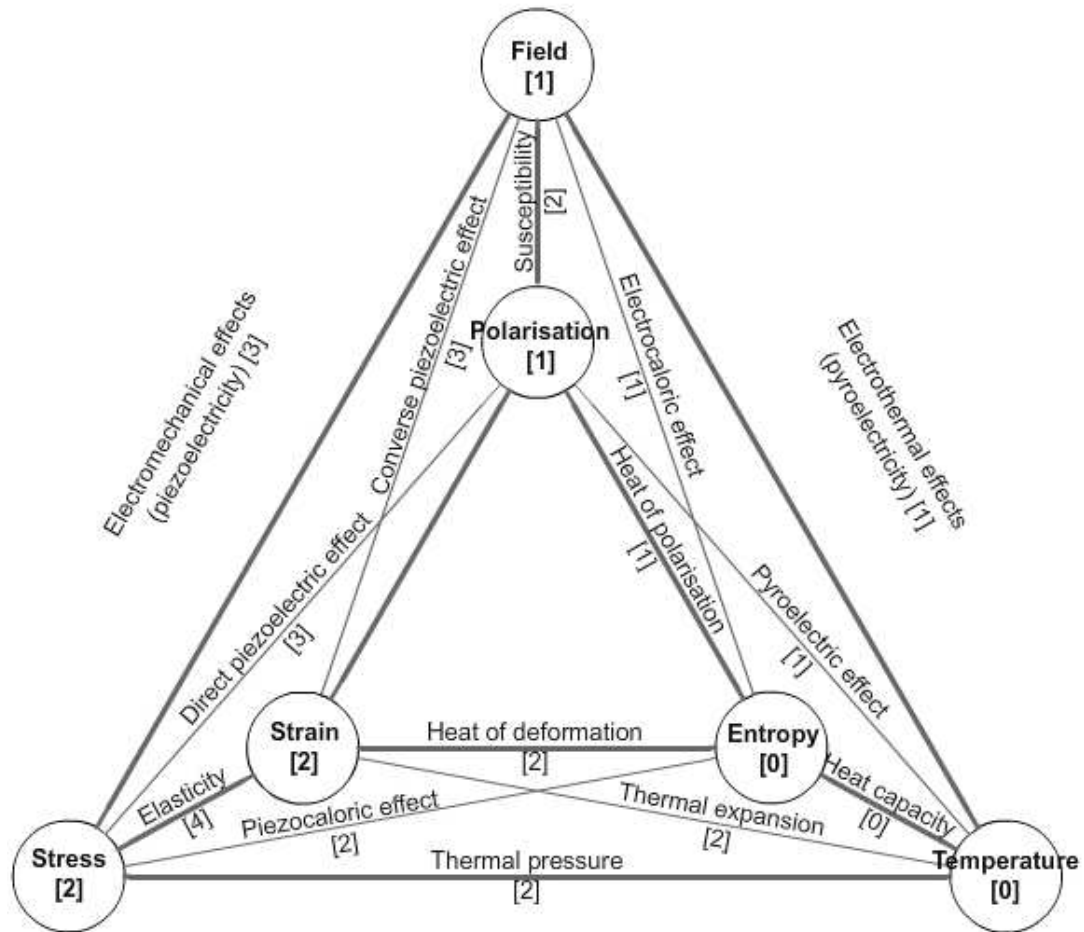 Field
[1]
Susceptibility
[2]
Converse piezoelectric effect
[3]
Electrocaloric effect
[1]
Electromechanical effects
(piezoelectricity) [3]
Electrothermal effects
(pyroelectricity) [1]
Polarisation
[1]
Direct piezoelectric effect
[3]
Heat of polarisation
[1]
Pyroelectric effect
[1]
Strain
[2]
Heat of deformation
[2]
Entropy
[0]
Elasticity
[4]
Piezocaloric effect
[2]
Thermal expansion
[2]
Heat capacity
[0]
Stress
[2]
Thermal pressure
[2]
Temperature
[0]